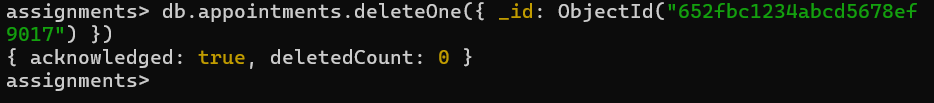 assignments> db.appointments.deleteOne({ _id: ObjectId("652fbc1234abcd5678ef
9017") })
{ acknowledged: true, deletedCount: 0 }
assignments>